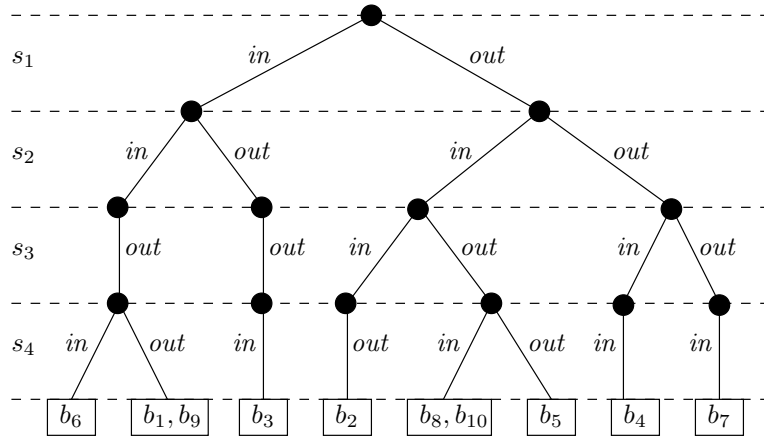 s₁ in out
s₂ in out in out
s₃ out out in out in out
s₄ in out in out in out in in
b₆ b₁, b₉ b₃ b₂ b₈, b₁₀ b₅ b₄ b₇